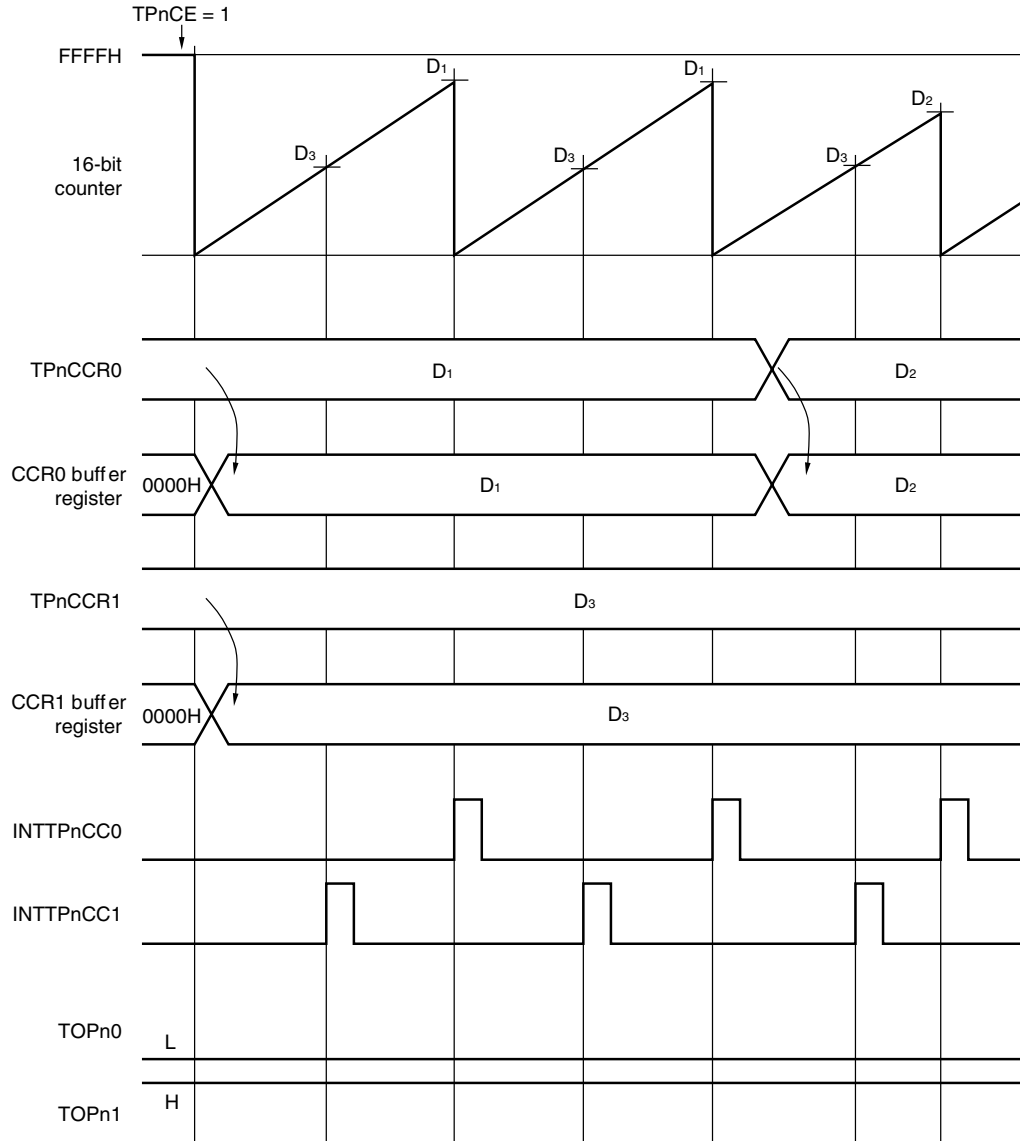 TPnCE = 1
FFFFH
D1
D1
D2
D3
D3
D3
16-bit
counter
TPnCCR0
D1
D2
CCR0 buffer
register
0000H
D1
D2
TPnCCR1
D3
CCR1 buffer
register
0000H
D3
INTTPnCC0
INTTPnCC1
TOPn0
L
TOPn1
H